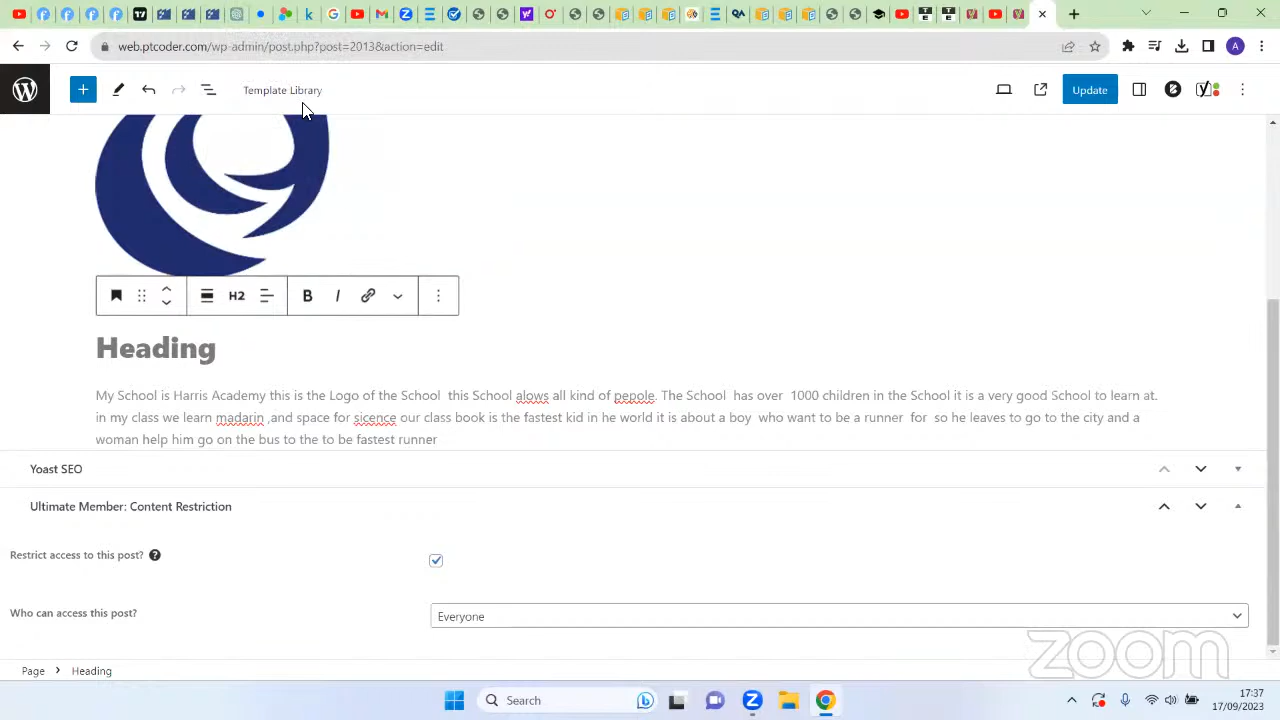 web.ptcoder.com/wp-admin/post.php?post=2013&action=edit
A
Template Library
Update
H2
B
I
Heading
My School is Harris Academy this is the Logo of the School  this School alows all kind of pepole. The School  has over  1000 children in the School it is a very good School to learn at.
in my class we learn madarin ,and space for sicence our class book is the fastest kid in he world it is about a boy  who want to be a runner  for  so he leaves to go to the city and a
woman help him go on the bus to the to be fastest runner
Yoast SEO
Ultimate Member: Content Restriction
Restrict access to this post?
Who can access this post?
Everyone
zoom
Page
Heading
Search
17:37
17/09/2023